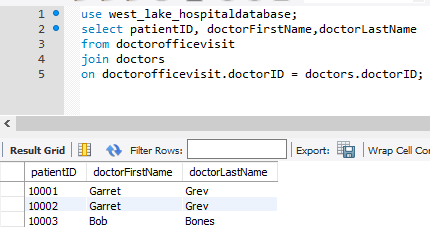 1 use west_lake_hospitaldatabase;
2 select patientID, doctorFirstName,doctorLastName
3 from doctorofficevisit
4 join doctors
5 on doctorofficevisit.doctorID = doctors.doctorID;
Result Grid Filter Rows: Export: Wrap Cell Con
patientID doctorFirstName doctorLastName
10001 Garret Grev
10002 Garret Grev
10003 Bob Bones